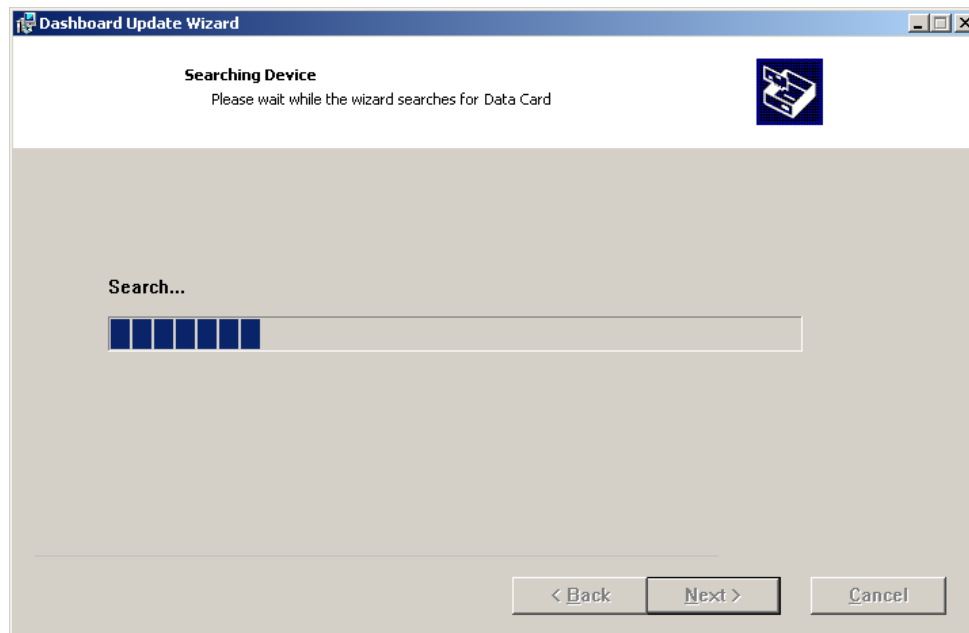 Dashboard Update Wizard
Searching Device
Please wait while the wizard searches for Data Card
Search...
< Back
Next >
Cancel